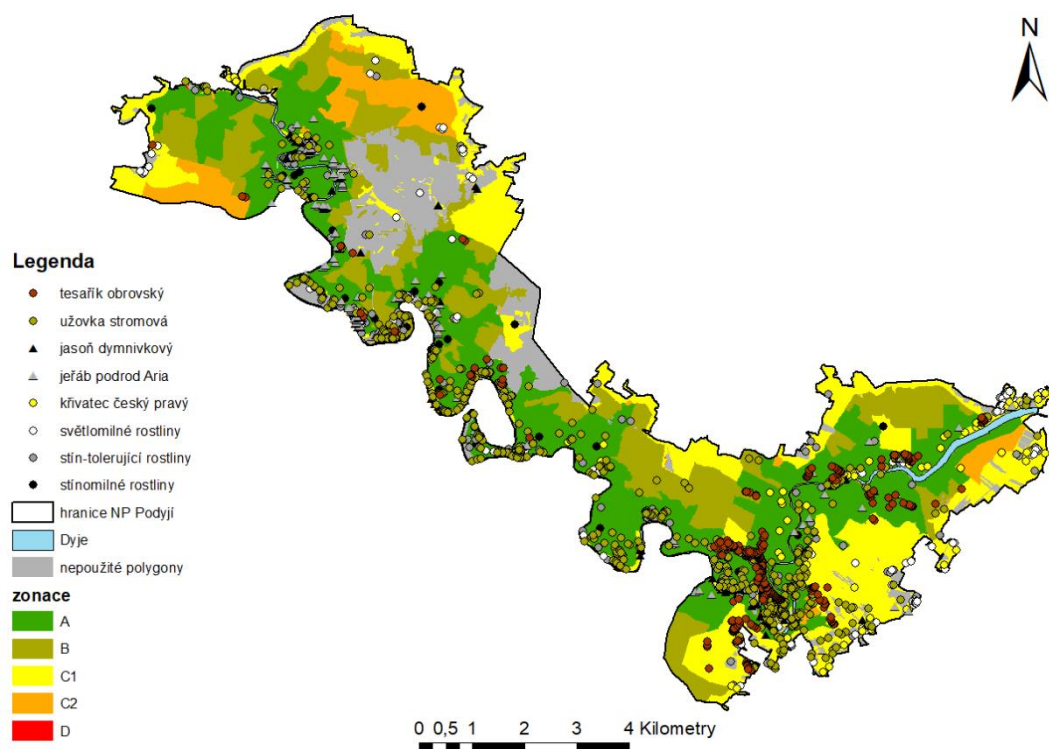 N
Legenda
tesařík obrovský
užovka stromová
jasoň dymnivkový
jeřáb podrod Aria
křivatec český pravý
světlomilné rostliny
stín-tolerující rostliny
stínomilné rostliny
hranice NP Podyjí
Dyje
nepoužité polygony
zonace
A
B
C1
C2
D
0 0,5 1 2 3 4 Kilometry